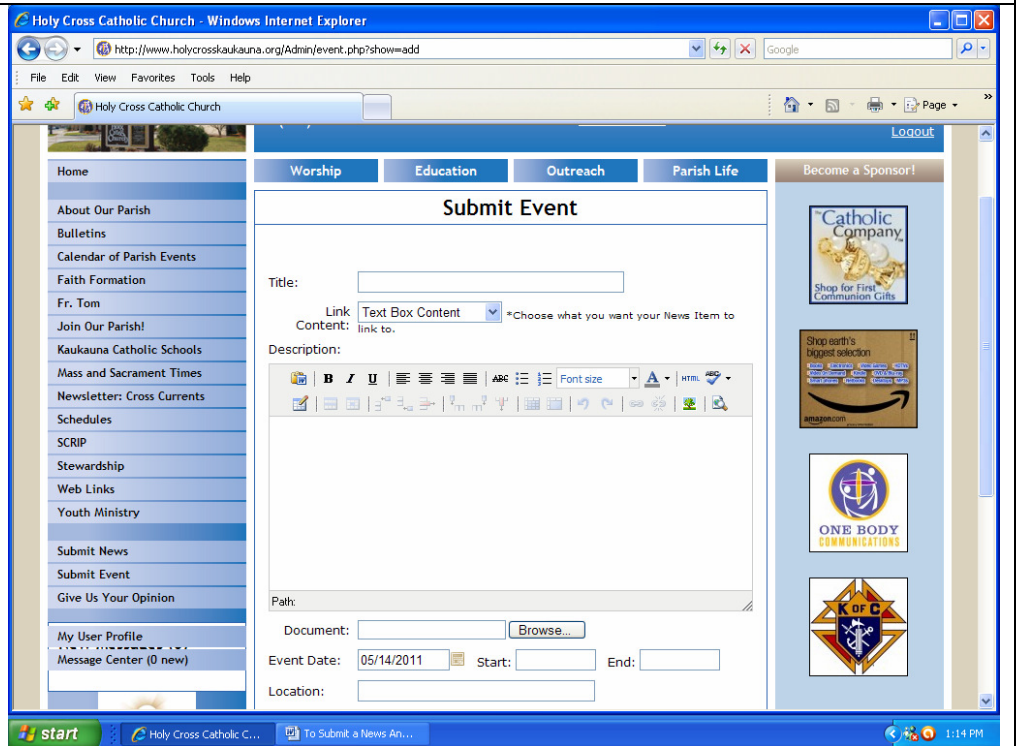 Holy Cross Catholic Church - Windows Internet Explorer
http://www.holycrosskaukauna.org/Admin/event.php?show=add
Google
File Edit View Favorites Tools Help
Holy Cross Catholic Church
Page
Logout
Home
Worship
Education
Outreach
Parish Life
Become a Sponsor!
About Our Parish
Bulletins
Calendar of Parish Events
Faith Formation
Fr. Tom
Join Our Parish!
Kaukauna Catholic Schools
Mass and Sacrament Times
Newsletter: Cross Currents
Schedules
SCRIP
Stewardship
Web Links
Youth Ministry
Submit News
Submit Event
Give Us Your Opinion
My User Profile
Message Center (0 new)
Submit Event
Title:
Link Content:
Text Box Content
*Choose what you want your News Item to link to.
Description:
B I U
ABC
Font size
A
HTML
ABC
Path:
Document:
Browse...
Event Date:
05/14/2011
Start:
End:
Location:
The Catholic Company
Shop for First Communion Gifts
Shop earth's
biggest selection
amazon.com
ONE BODY
COMMUNICATIONS
K OF C
start
Holy Cross Catholic C...
To Submit a News An...
1:14 PM